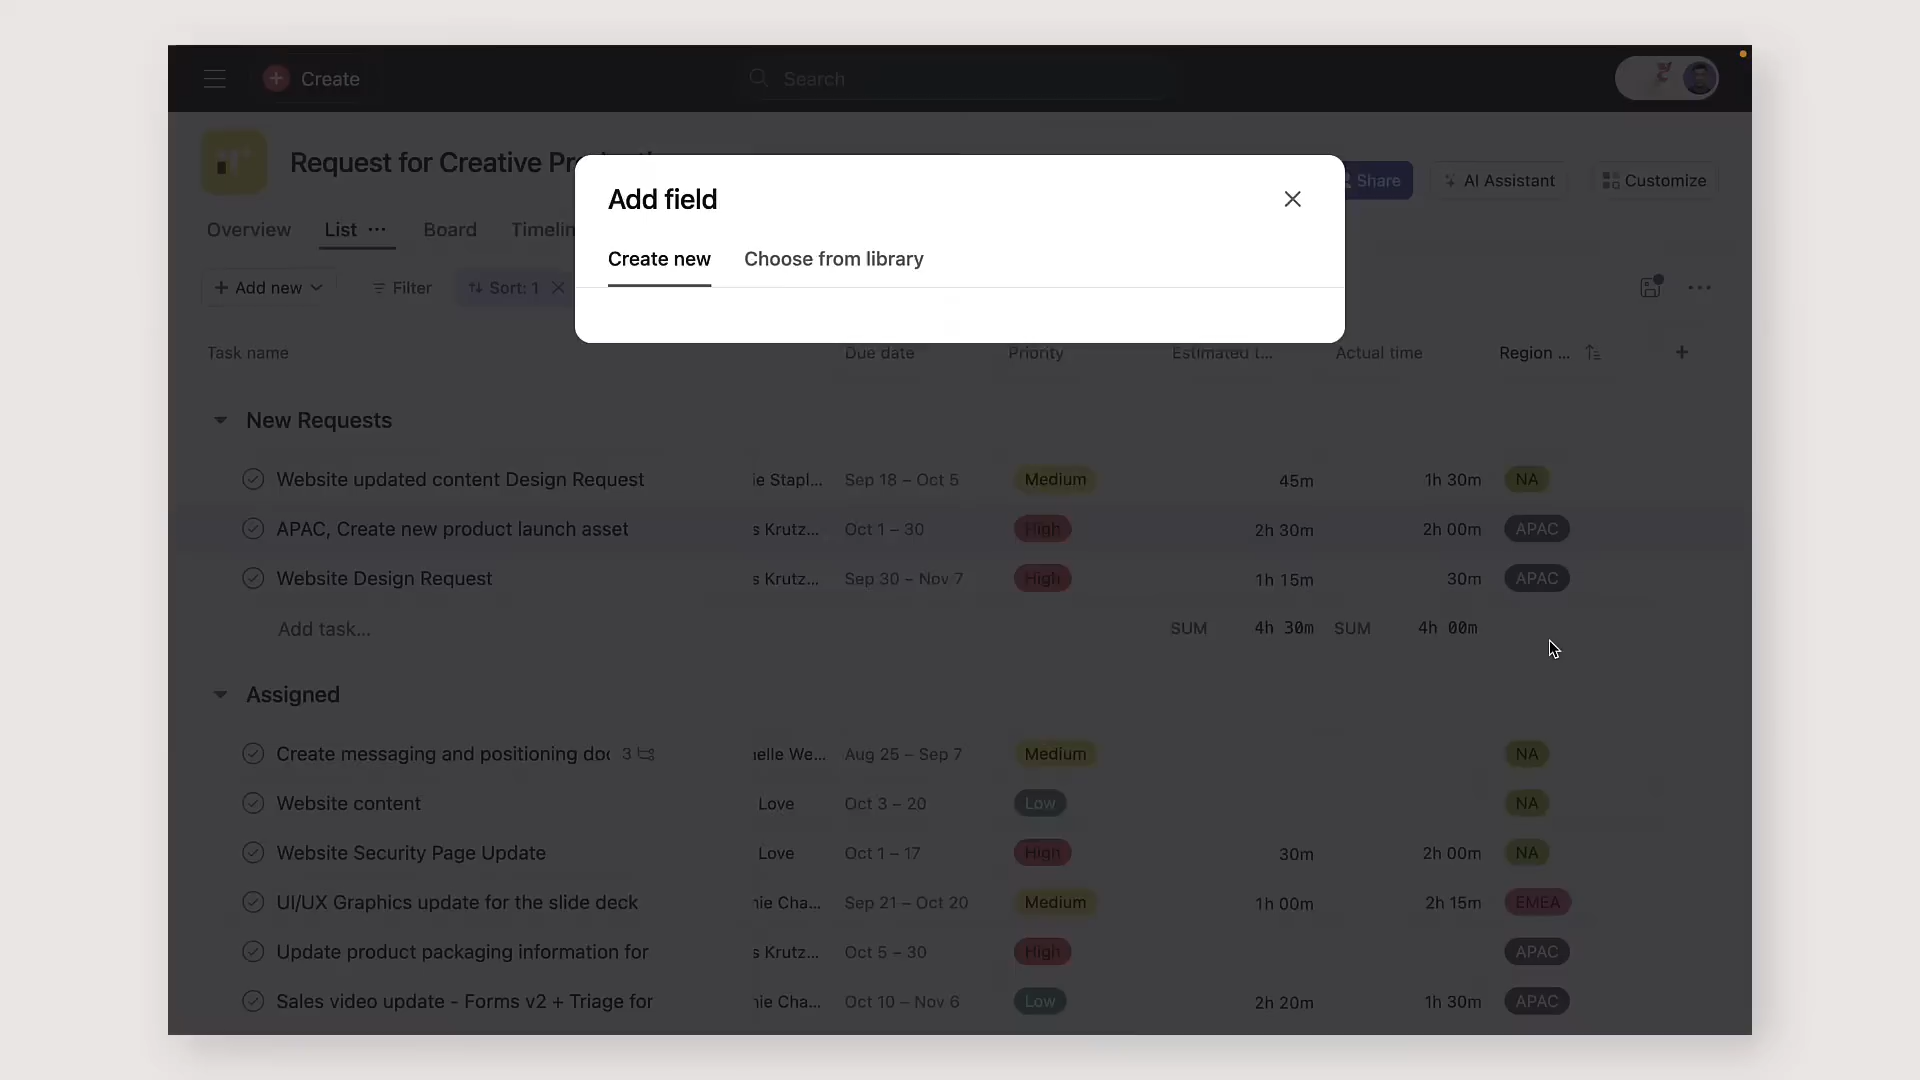 Create
Search
Request for Creative Pr
Share
AI Assistant
Customize
Overview
List
Board
Timelin
Add new
Filter
Sort: 1
Add field
Create new
Choose from library
Task name
Due date
Priority
Estimated t...
Actual time
Region ...
New Requests
Website updated content Design Request
ie Stapl...
Sep 18 – Oct 5
Medium
45m
1h 30m
NA
APAC, Create new product launch asset
s Krutz...
Oct 1 – 30
High
2h 30m
2h 00m
APAC
Website Design Request
s Krutz...
Sep 30 – Nov 7
High
1h 15m
30m
APAC
Add task...
SUM
4h 30m
SUM
4h 00m
Assigned
Create messaging and positioning doc
3
elle We...
Aug 25 – Sep 7
Medium
NA
Website content
Love
Oct 3 – 20
Low
NA
Website Security Page Update
Love
Oct 1 – 17
High
30m
2h 00m
NA
UI/UX Graphics update for the slide deck
nie Cha...
Sep 21 – Oct 20
Medium
1h 00m
2h 15m
EMEA
Update product packaging information for
s Krutz...
Oct 5 – 30
High
APAC
Sales video update - Forms v2 + Triage for
nie Cha...
Oct 10 – Nov 6
Low
2h 20m
1h 30m
APAC